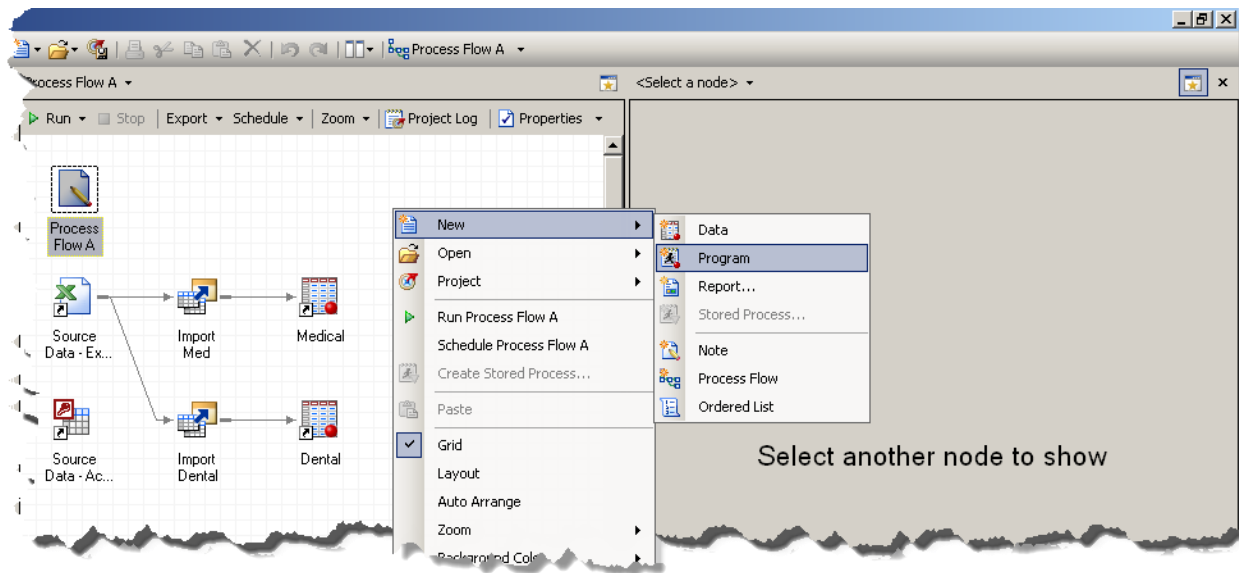 Process Flow A
Process Flow A
<Select a node>
Run
Stop
Export
Schedule
Zoom
Project Log
Properties
Process
Flow A
Source
Data - Ex...
Import
Med
Medical
Source
Data - Ac...
Import
Dental
Dental
New
Open
Project
Run Process Flow A
Schedule Process Flow A
Create Stored Process...
Paste
Grid
Layout
Auto Arrange
Zoom
Data
Program
Report...
Stored Process...
Note
Process Flow
Ordered List
Select another node to show